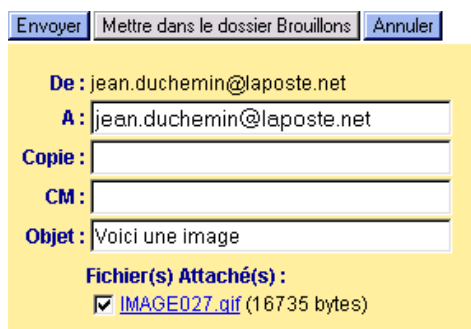 Envoyer Mettre dans le dossier Brouillons Annuler
De : jean.duchemin@laposte.net
A : jean.duchemin@laposte.net
Copie :
CM :
Objet : Voici une image
Fichier(s) Attaché(s) :
IMAGE027.gif (16735 bytes)